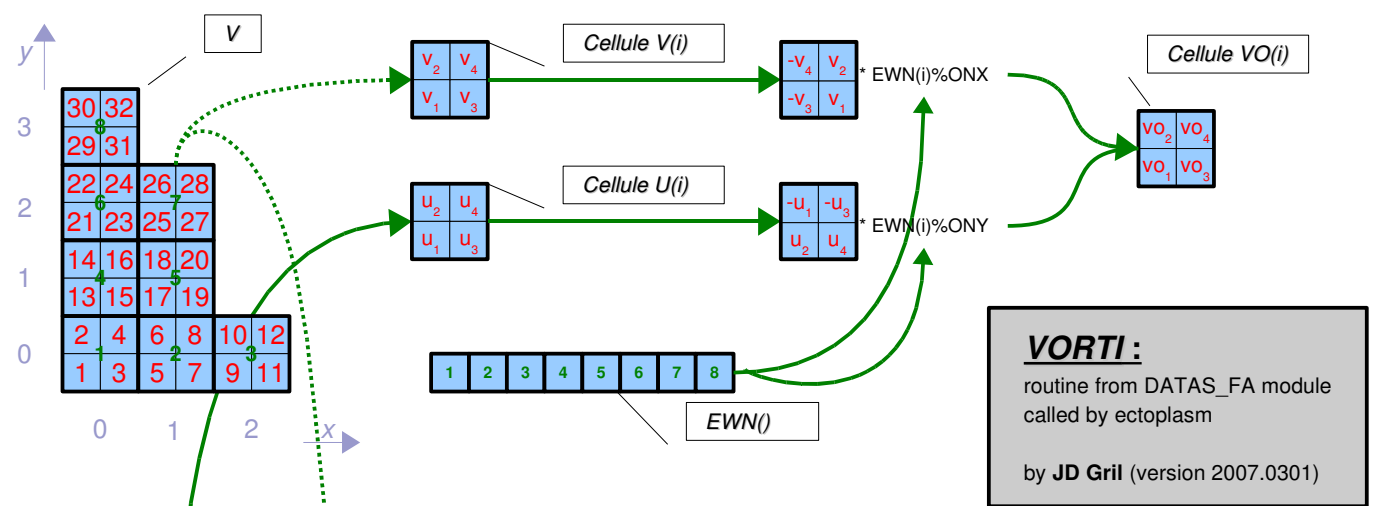 V
y
3
2
1
0
30 32
8
29 31
22 24 26 28
6 7
21 23 25 27
14 16 18 20
4 5
13 15 17 19
2 4 6 8 10 12
1 2 3
1 3 5 7 9 11
0 1 2 x
Cellule V(i)
v2 v4
v1 v3
-v4 v2
-v3 v1
* EWN(i)%ONX
Cellule U(i)
u2 u4
u1 u3
-u1 -u3
u2 u4
* EWN(i)%ONY
Cellule VO(i)
vo2 vo4
vo1 vo3
1 2 3 4 5 6 7 8
EWN()
VORTI :
routine from DATAS_FA module
called by ectoplasm
by JD Gril (version 2007.0301)